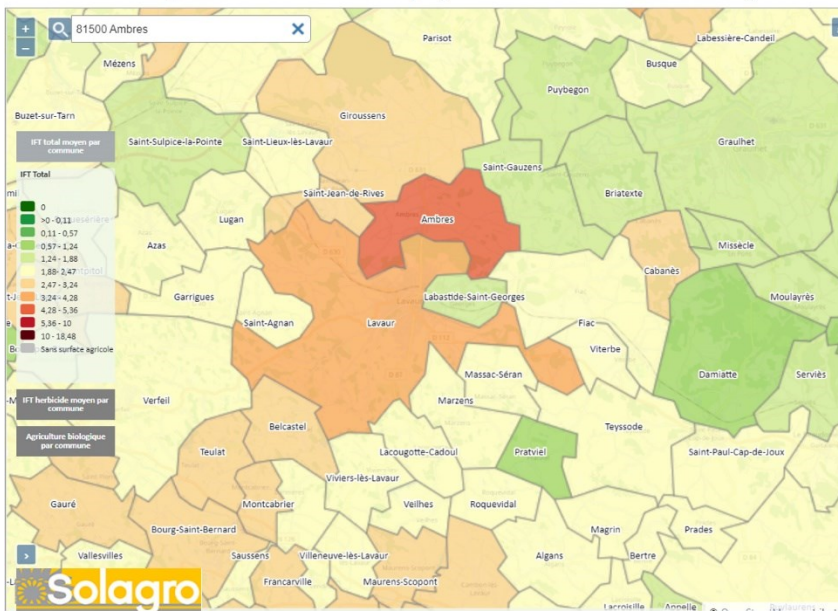 81500 Ambres
Parisot
Labessière-Candeil
Mézens
Busque
Puybegon
Buzet-sur-Tarn
Giroussens
Graulhet
IFT total moyen par
commune
Saint-Sulpice-la-Pointe
Saint-Lieux-lès-Lavaur
Saint-Gauzens
IFT Total
Saint-Jean-de-Rives
Briatexte
0
>0 - 0,11
0,11 - 0,57
0,57 - 1,24
1,24 - 1,88
1,88- 2,47
2,47 - 3,24
3,24 - 4,28
4,28 - 5,36
5,36 - 10
10 - 18,48
Sans surface agricole
Lugan
Ambres
Azas
Missècle
Cabanès
Garrigues
Labastide-Saint-Georges
Moulayrès
Saint-Agnan
Lavaur
Fiac
Viterbe
Massac-Séran
Damiatte
Serviès
IFT herbicide moyen par
commune
Verfeil
Marzens
Belcastel
Teyssode
Agriculture biologique
par commune
Teulat
Lacougotte-Cadoul
Pratviel
Saint-Paul-Cap-de-Joux
Viviers-lès-Lavaur
Gauré
Montcabrier
Veilhes
Roquevidal
Bourg-Saint-Bernard
Magrin
Prades
Vallesvilles
Saussens
Villeneuve-lès-Lavaur
Algans
Bertre
Francarville
Maurens-Scopont
Lacroisille
Appelle
Solagro